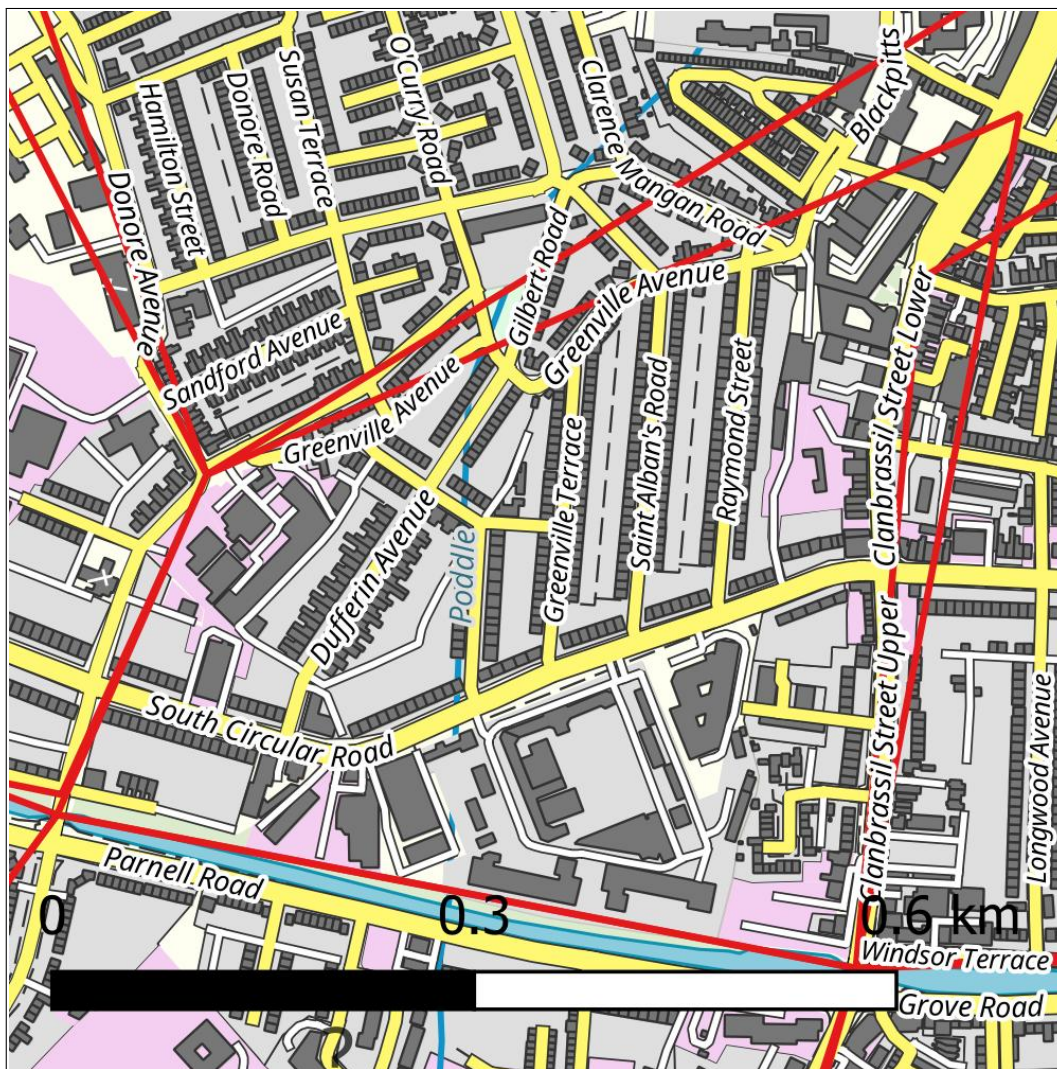 Blackpitts
O'Curry Road
Susan Terrace
Clarence Mangan Road
Donore Road
Hamilton Street
Donore Avenue
Gilbert Road
Greenville Avenue
Sandford Avenue
Greenville Avenue
Clanbrassil Street Lower
Raymond Street
Saint Alban's Road
Greenville Terrace
Dufferin Avenue
Poddle
Clanbrassil Street Upper
South Circular Road
Longwood Avenue
Parnell Road
0
0.3
0.6 km
Windsor Terrace
Grove Road